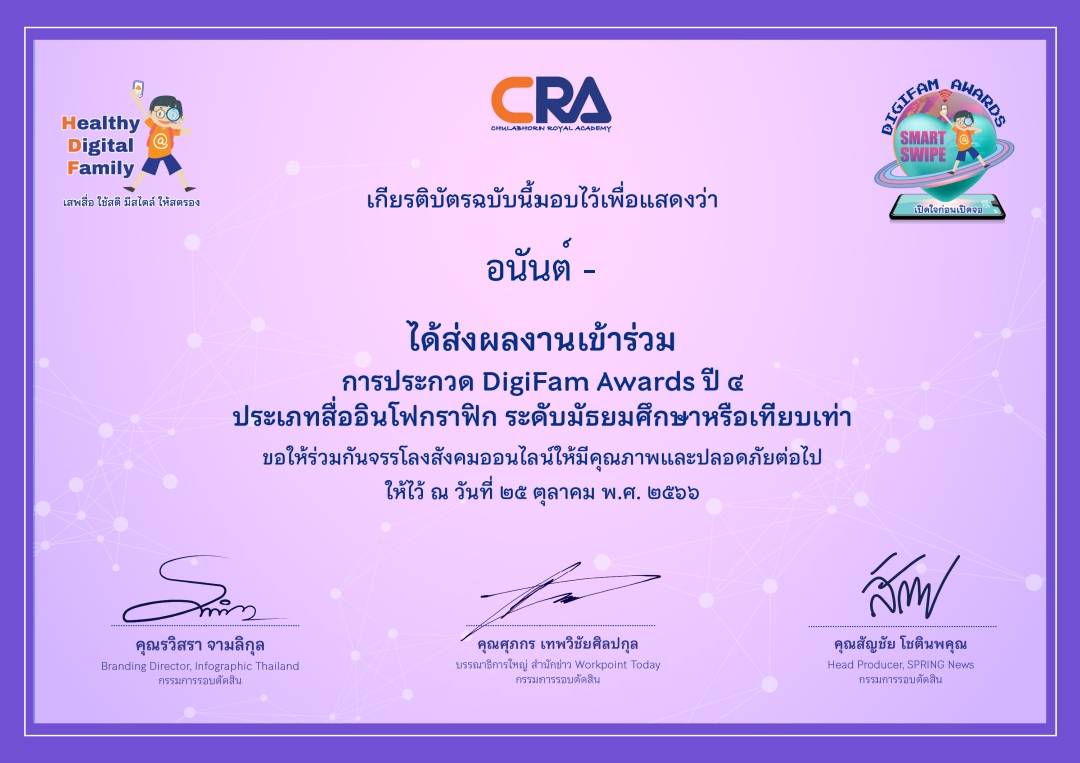 Healthy
Digital
Family
เสพสื่อ ใช้สติ มีสไตล์ ให้สตรอง
CRA
CHULABHORN ROYAL ACADEMY
DIGIFAM AWARDS
SMART
SWIPE
เปิดใจก่อนเปิดจอ
เกียรติบัตรฉบับนี้มอบไว้เพื่อแสดงว่า
อนันต์ -
ได้ส่งผลงานเข้าร่วม
การประกวด DigiFam Awards ปี ๔
ประเภทสื่ออินโฟกราฟิก ระดับมัธยมศึกษาหรือเทียบเท่า
ขอให้ร่วมกันจรรโลงสังคมออนไลน์ให้มีคุณภาพและปลอดภัยต่อไป
ให้ไว้ ณ วันที่ ๒๕ ตุลาคม พ.ศ. ๒๕๖๖
คุณรวิสรา จามลิกุล
Branding Director, Infographic Thailand
กรรมการรอบตัดสิน
คุณศุภกร เทพวิชัยศิลปกุล
บรรณาธิการใหญ่ สำนักข่าว Workpoint Today
กรรมการรอบตัดสิน
คุณสัญชัย โชตินพคุณ
Head Producer, SPRING News
กรรมการรอบตัดสิน